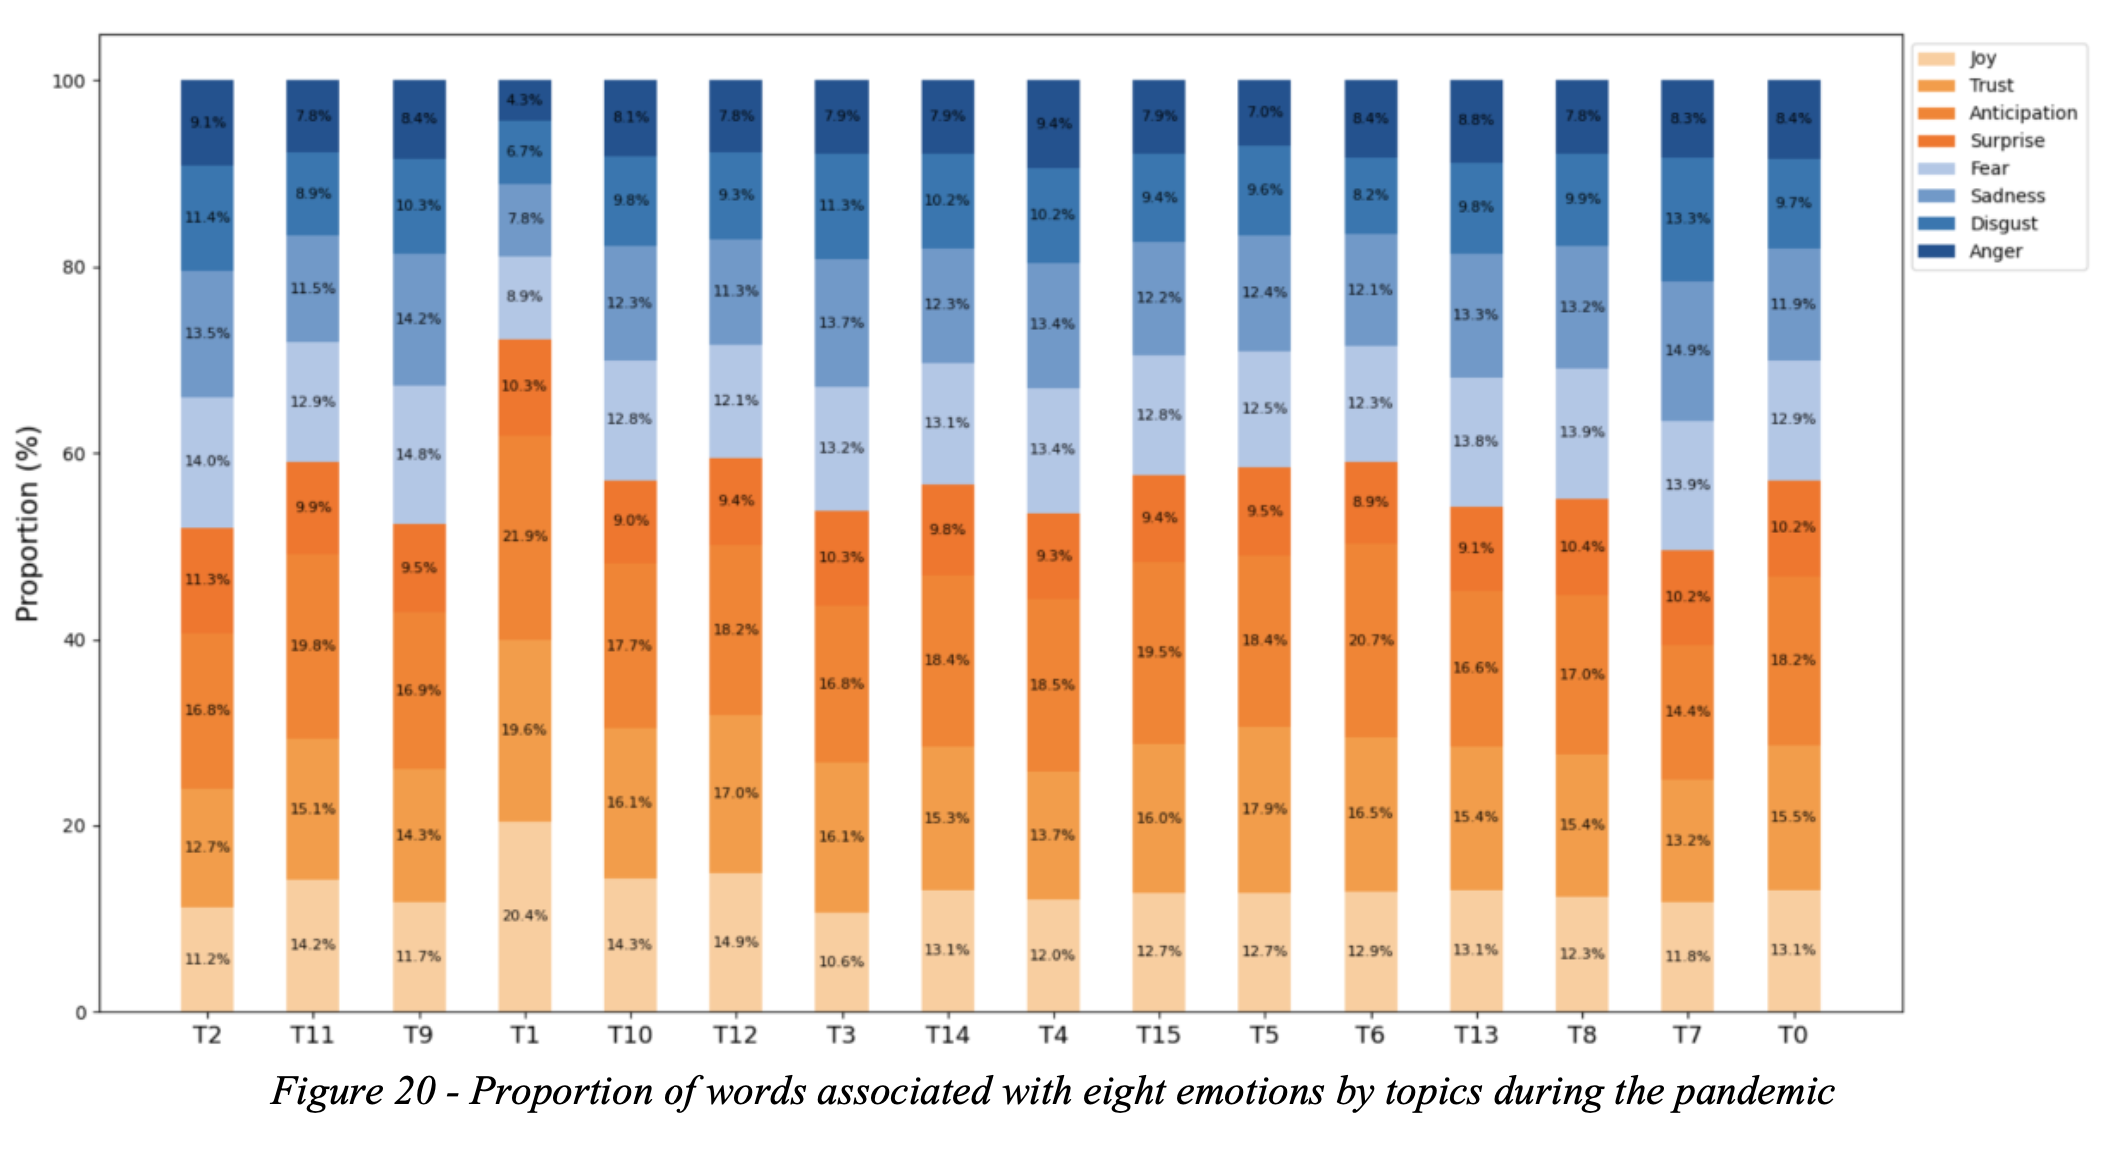 100
80
60
40
20
0
Proportion (%)
9.1% 7.8% 8.4% 4.3% 8.1% 7.8% 7.9% 7.9% 9.4% 7.9% 7.0% 8.4% 8.8% 7.8% 8.3% 8.4%
11.4% 8.9% 10.3% 6.7% 9.8% 9.3% 11.3% 10.2% 10.2% 9.4% 9.6% 8.2% 9.8% 9.9% 13.3% 9.7%
13.5% 11.5% 14.2% 7.8% 12.3% 11.3% 13.7% 12.3% 13.4% 12.2% 12.4% 12.1% 13.3% 13.2% 14.9% 11.9%
14.0% 12.9% 14.8% 8.9% 12.8% 12.1% 13.2% 13.1% 13.4% 12.8% 12.5% 12.3% 13.8% 13.9% 13.9% 12.9%
11.3% 9.9% 9.5% 10.3% 9.0% 9.4% 10.3% 9.8% 9.3% 9.4% 9.5% 8.9% 9.1% 10.4% 10.2% 10.2%
16.8% 19.8% 16.9% 21.9% 17.7% 18.2% 16.8% 18.4% 18.5% 19.5% 18.4% 20.7% 16.6% 17.0% 14.4% 18.2%
12.7% 15.1% 14.3% 19.6% 16.1% 17.0% 16.1% 15.3% 13.7% 16.0% 17.9% 16.5% 15.4% 15.4% 13.2% 15.5%
11.2% 14.2% 11.7% 20.4% 14.3% 14.9% 10.6% 13.1% 12.0% 12.7% 12.7% 12.9% 13.1% 12.3% 11.8% 13.1%
T2 T11 T9 T1 T10 T12 T3 T14 T4 T15 T5 T6 T13 T8 T7 T0
Joy
Trust
Anticipation
Surprise
Fear
Sadness
Disgust
Anger
Figure 20 - Proportion of words associated with eight emotions by topics during the pandemic